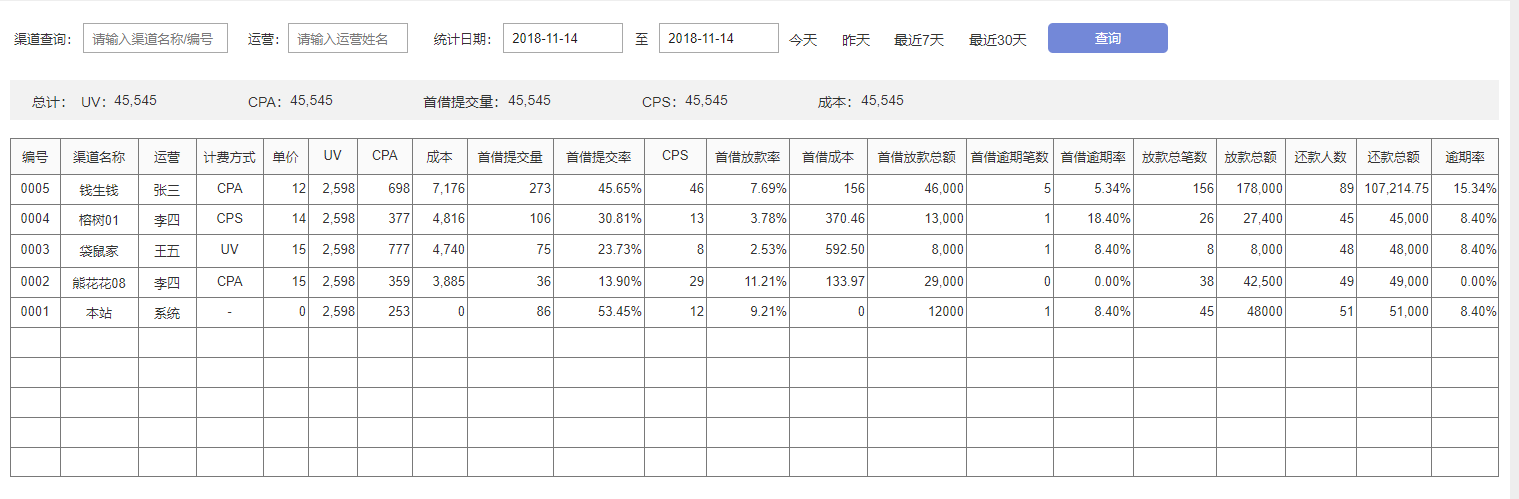 渠道查询： 请输入渠道名称/编号 运营： 请输入运营姓名 统计日期： 2018-11-14 至 2018-11-14 今天 昨天 最近7天 最近30天 查询
总计： UV：45,545 CPA：45,545 首借提交量：45,545 CPS：45,545 成本：45,545
编号 渠道名称 运营 计费方式 单价 UV CPA 成本 首借提交量 首借提交率 CPS 首借放款率 首借成本 首借放款总额 首借逾期笔数 首借逾期率 放款总笔数 放款总额 还款人数 还款总额 逾期率
0005 钱生钱 张三 CPA 12 2,598 698 7,176 273 45.65% 46 7.69% 156 46,000 5 5.34% 156 178,000 89 107,214.75 15.34%
0004 榕树01 李四 CPS 14 2,598 377 4,816 106 30.81% 13 3.78% 370.46 13,000 1 18.40% 26 27,400 45 45,000 8.40%
0003 袋鼠家 王五 UV 15 2,598 777 4,740 75 23.73% 8 2.53% 592.50 8,000 1 8.40% 8 8,000 48 48,000 8.40%
0002 熊花花08 李四 CPA 15 2,598 359 3,885 36 13.90% 29 11.21% 133.97 29,000 0 0.00% 38 42,500 49 49,000 0.00%
0001 本站 系统 - 0 2,598 253 0 86 53.45% 12 9.21% 0 12000 1 8.40% 45 48000 51 51,000 8.40%